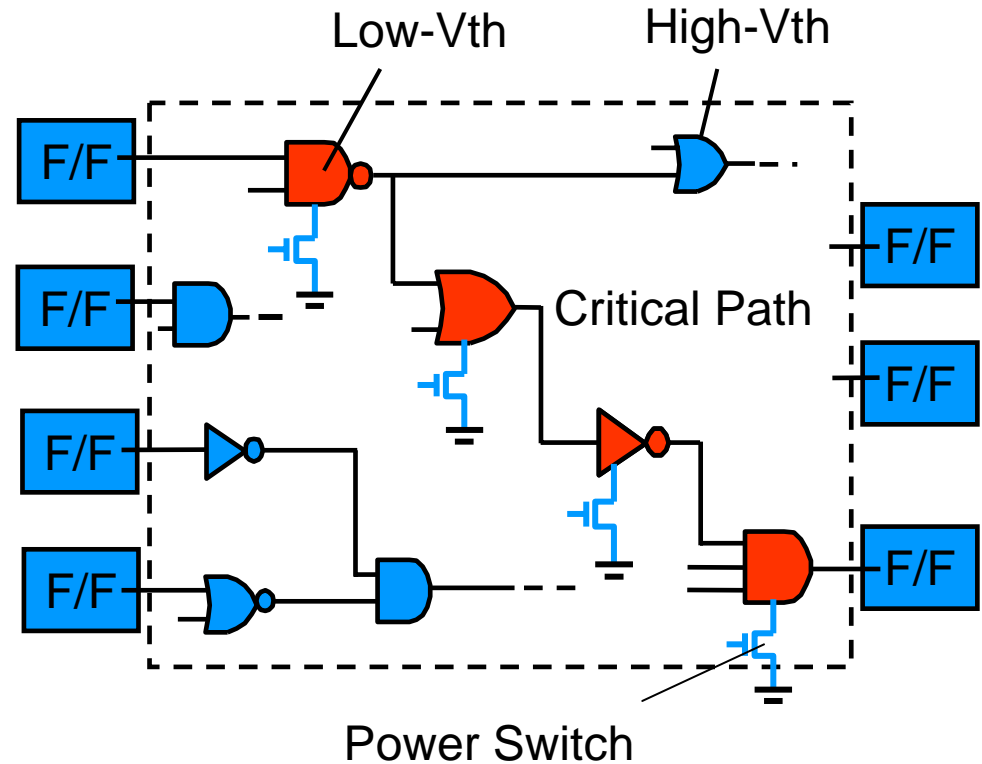 Low-Vth
High-Vth
F/F
F/F
F/F
Critical Path
F/F
F/F
F/F
F/F
Power Switch